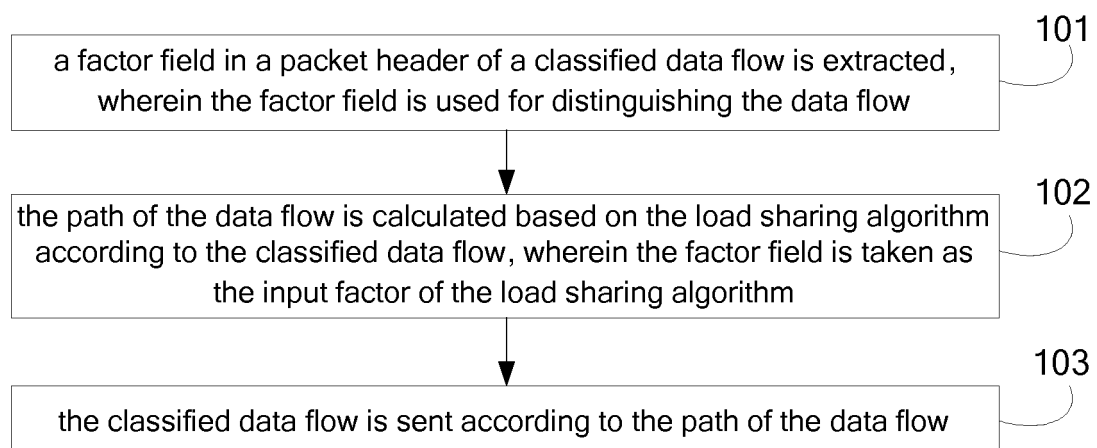 101
a factor field in a packet header of a classified data flow is extracted,
wherein the factor field is used for distinguishing the data flow
102
the path of the data flow is calculated based on the load sharing algorithm
according to the classified data flow, wherein the factor field is taken as
the input factor of the load sharing algorithm
103
the classified data flow is sent according to the path of the data flow